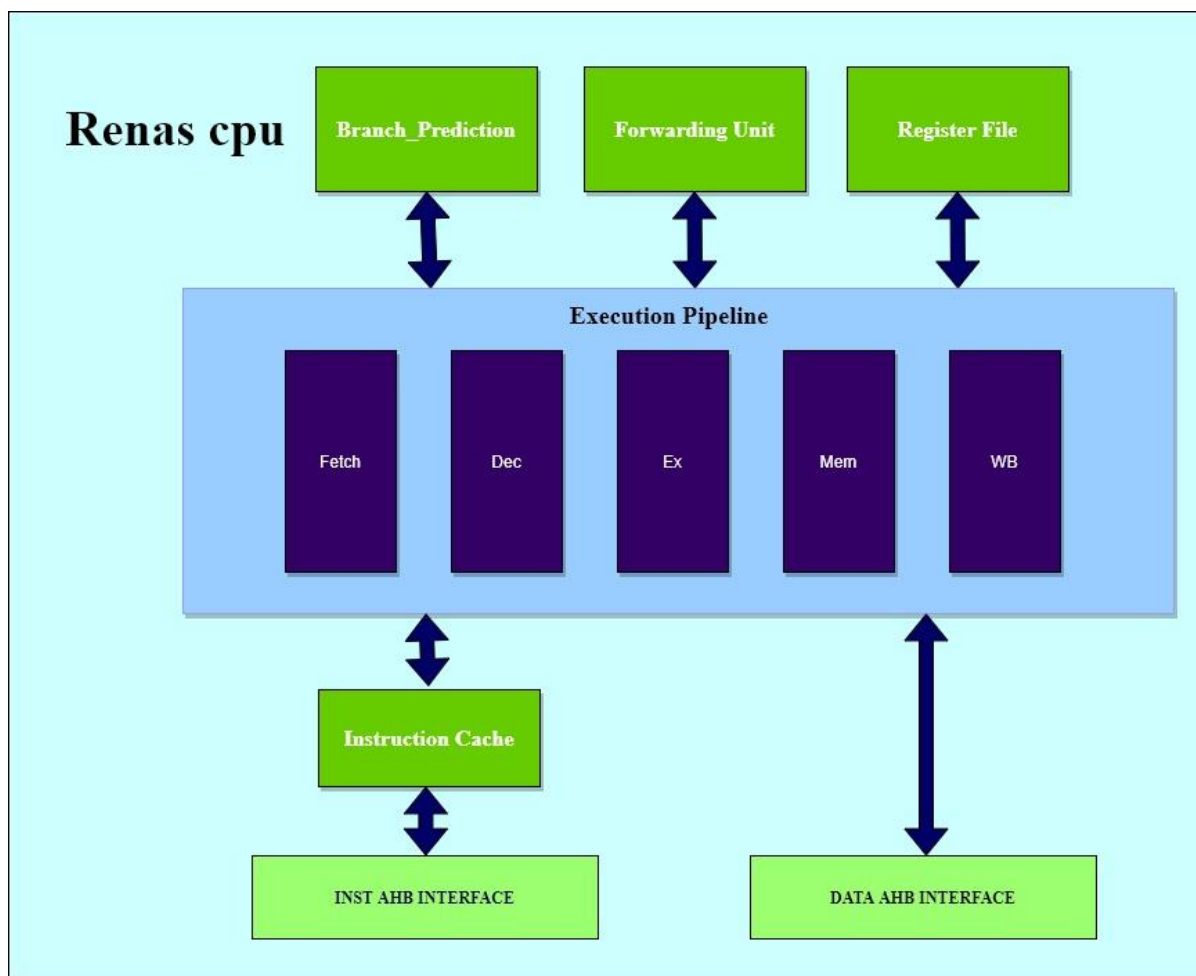 Renas cpu
Branch_Prediction
Forwarding Unit
Register File
Execution Pipeline
Fetch
Dec
Ex
Mem
WB
Instruction Cache
INST AHB INTERFACE
DATA AHB INTERFACE